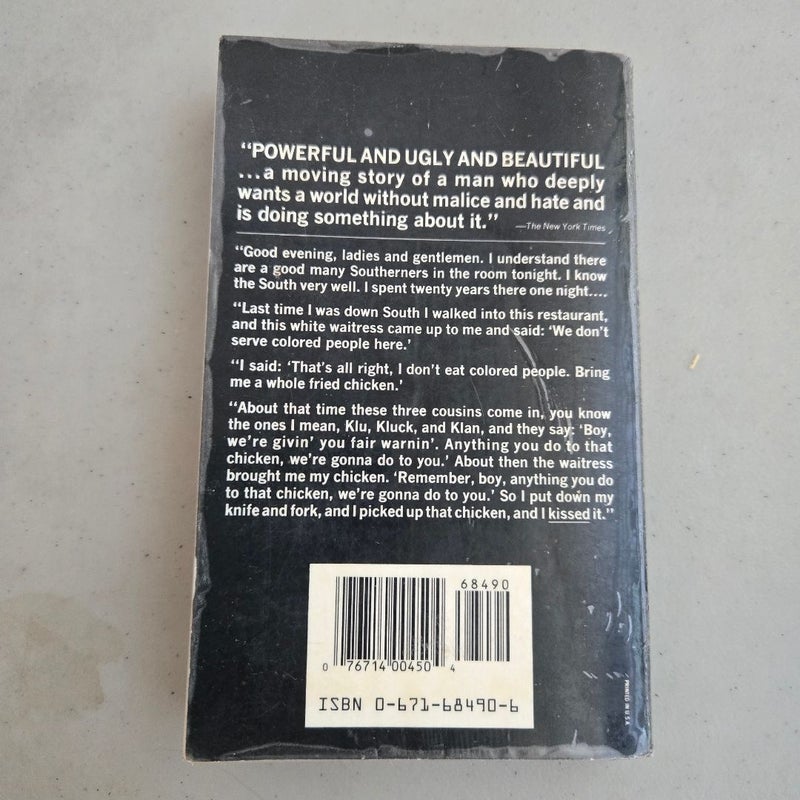 “POWERFUL AND UGLY AND BEAUTIFUL
...a moving story of a man who deeply
wants a world without malice and hate and
is doing something about it.” —The New York Times
“Good evening, ladies and gentlemen. I understand there
are a good many Southerners in the room tonight. I know
the South very well. I spent twenty years there one night....
“Last time I was down South I walked into this restaurant,
and this white waitress came up to me and said: ‘We don’t
serve colored people here.’
“I said: ‘That’s all right, I don’t eat colored people. Bring
me a whole fried chicken.’
“About that time these three cousins come in, you know
the ones I mean, Klu, Kluck, and Klan, and they say: ‘Boy,
we’re givin’ you fair warnin’. Anything you do to that
chicken, we’re gonna do to you.’ About then the waitress
brought me my chicken. ‘Remember, boy, anything you do
to that chicken, we’re gonna do to you.’ So I put down my
knife and fork, and I picked up that chicken, and I kissed it.”
68490
0 76714 00450 4
ISBN 0-671-68490-6
PRINTED IN U.S.A.